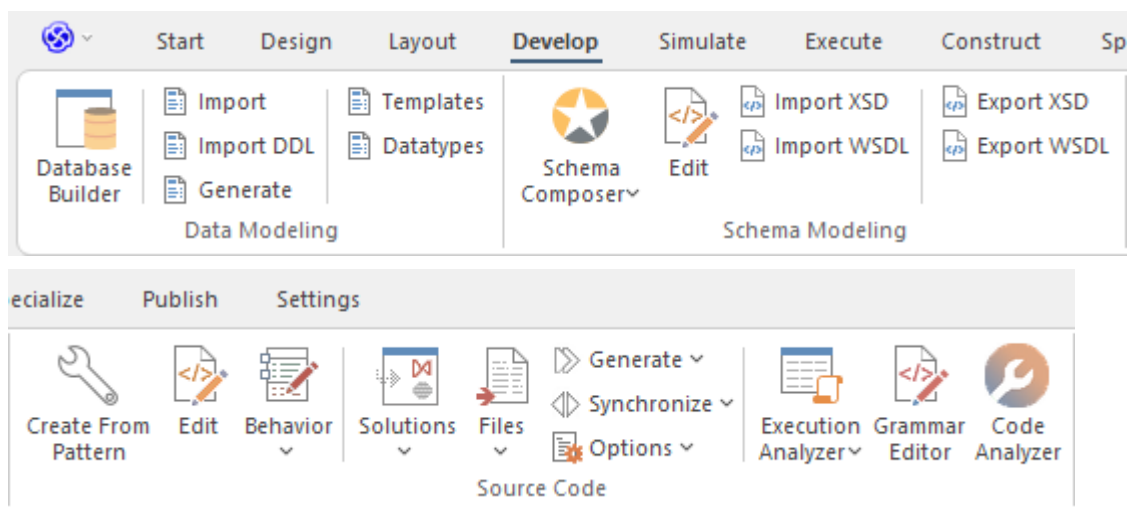 Start Design Layout Develop Simulate Execute Construct Sp
Import Templates Import XSD Export XSD
Import DDL Datatypes Import WSDL Export WSDL
Database Builder
Generate
Schema Composer
Edit
Data Modeling Schema Modeling
ecialize Publish Settings
Generate
Synchronize
Options
Create From Pattern
Edit
Behavior
Solutions
Files
Execution Analyzer
Grammar Editor
Code Analyzer
Source Code